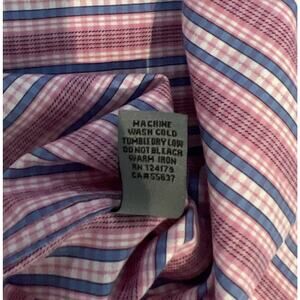 MACHINE
WASH COLD
TUMBLE DRY LOW
DO NOT BLEACH
WARM IRON
RN 124179
CA#55637